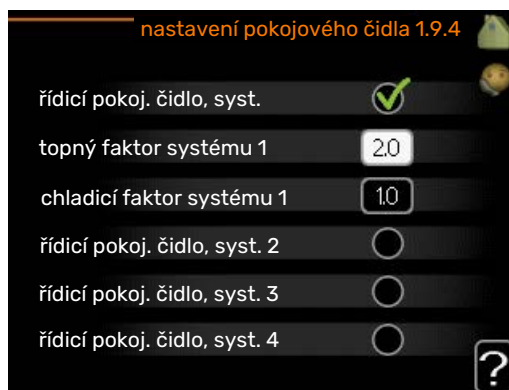 nastavení pokojového čidla 1.9.4
řídicí pokoj. čidlo, syst.
topný faktor systému 1 2.0
chladicí faktor systému 1 1.0
řídicí pokoj. čidlo, syst. 2
řídicí pokoj. čidlo, syst. 3
řídicí pokoj. čidlo, syst. 4
?